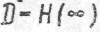 D = H (∞)